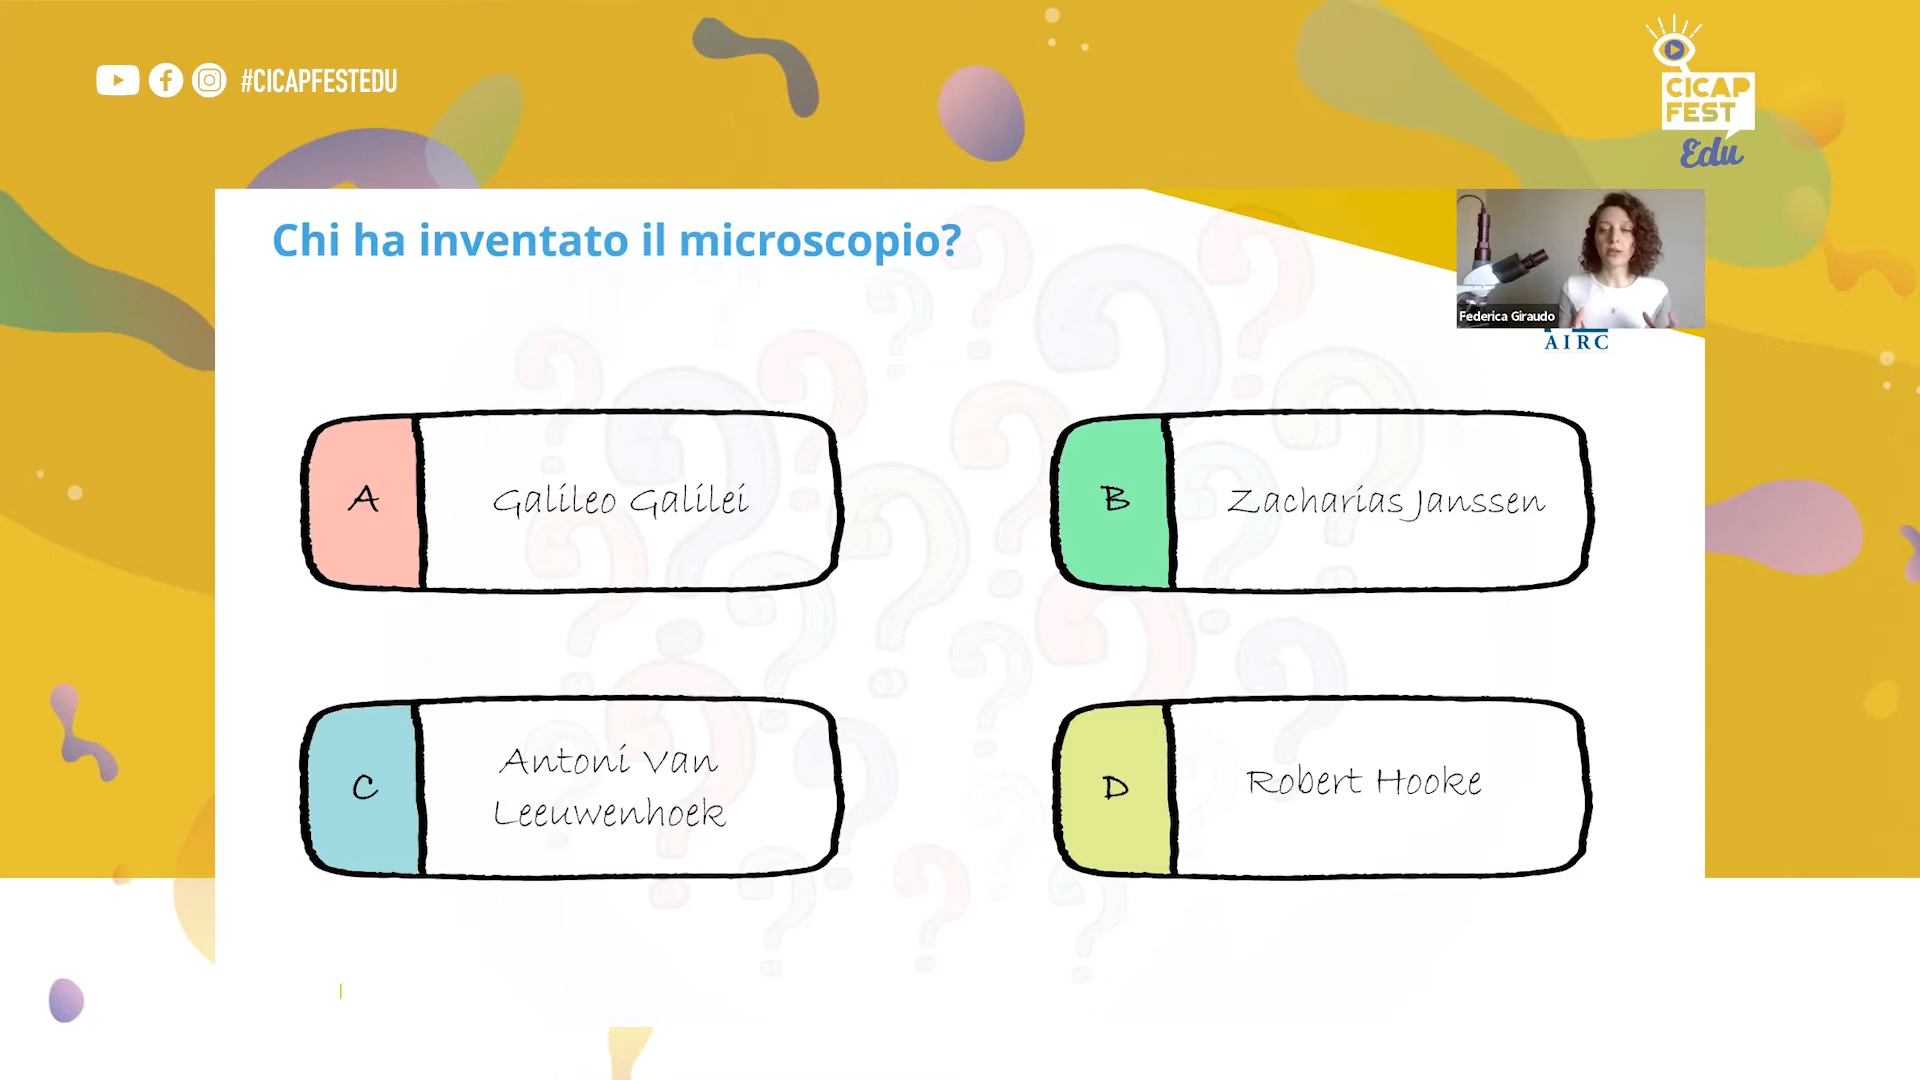 #CICAPFESTEDU
CICAP
FEST
Edu
Chi ha inventato il microscopio?
Federica Giraudo
AIRC
A
Galileo Galilei
B
Zacharias Janssen
C
Antoni Van
Leeuwenhoek
D
Robert Hooke